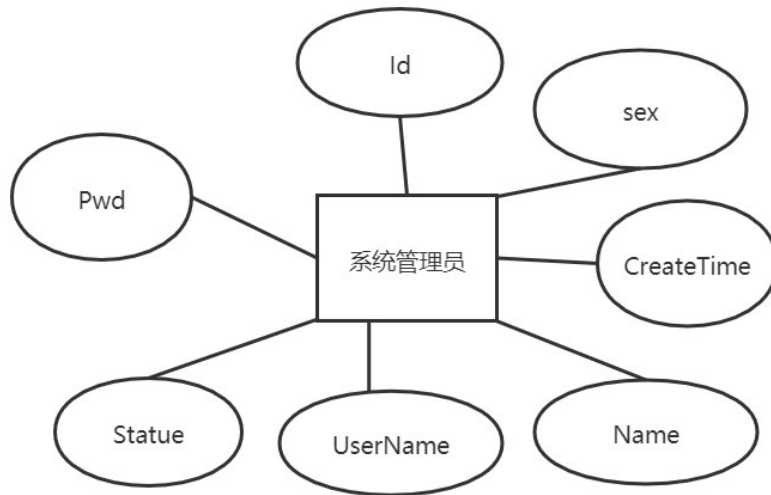 Id
sex
Pwd
系统管理员
CreateTime
Statue
UserName
Name